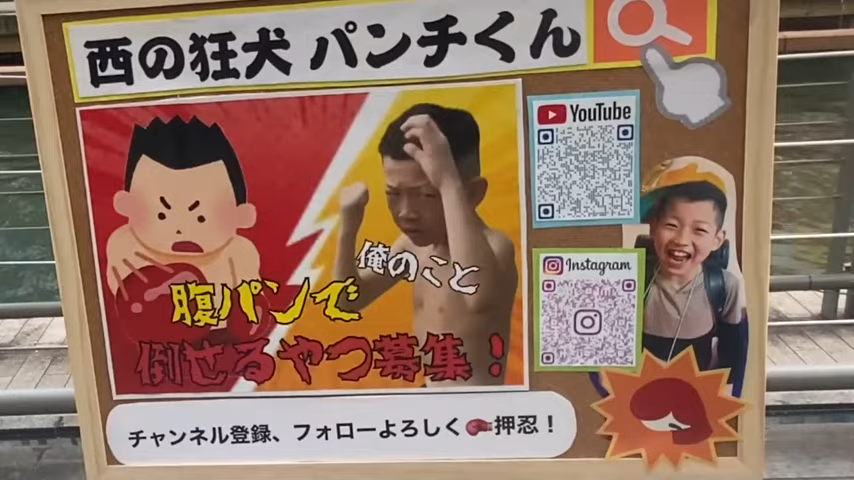 西の狂犬 パンチくん
YouTube
俺のこと
腹パンで
倒せるやつ募集！
Instagram
チャンネル登録、フォローよろしく🥊押忍！